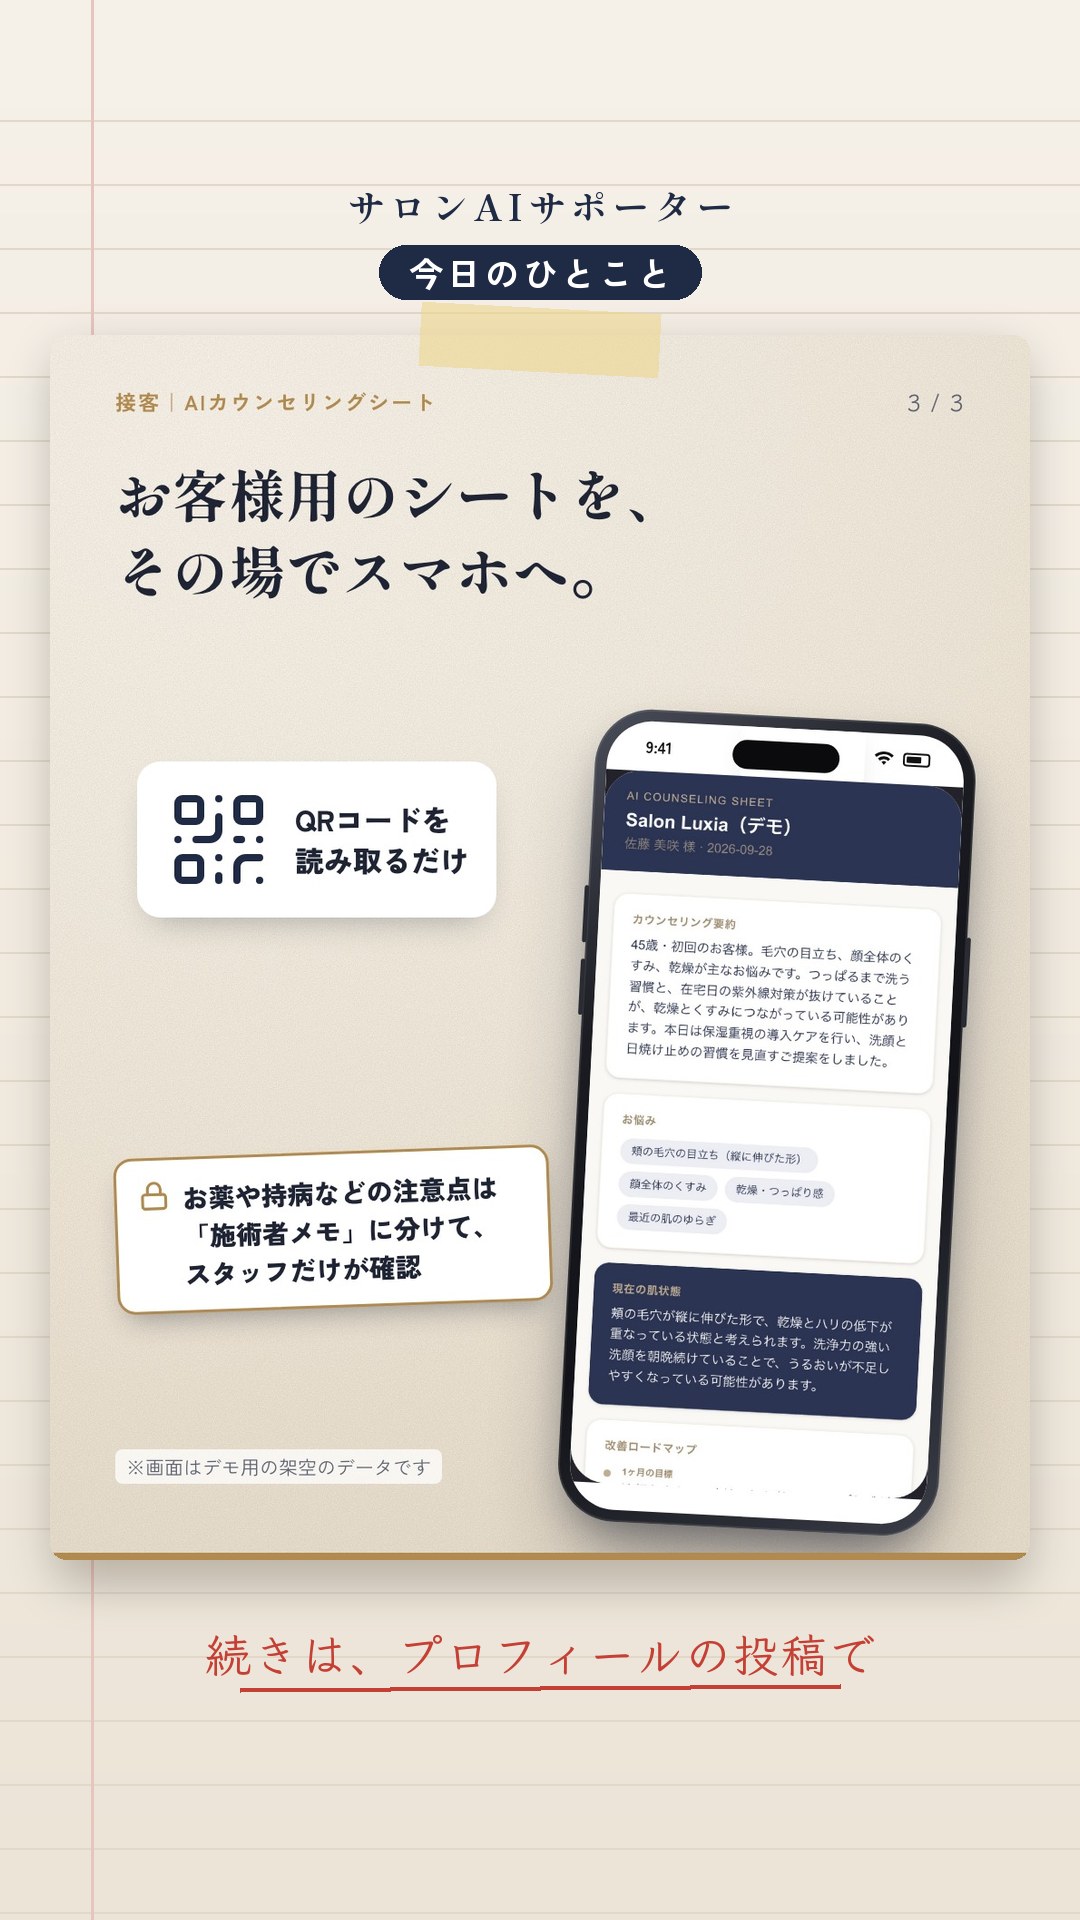 サロンAIサポーター
今日のひとこと
接客｜AIカウンセリングシート
3 / 3
お客様用のシートを、
その場でスマホへ。
QRコードを
読み取るだけ
お薬や持病などの注意点は
「施術者メモ」に分けて、
スタッフだけが確認
※画面はデモ用の架空のデータです
9:41
AI COUNSELING SHEET
Salon Luxia（デモ）
佐藤 美咲 様・2026-09-28
カウンセリング要約
45歳・初回のお客様。毛穴の目立ち、顔全体のく
すみ、乾燥が主なお悩みです。つっぱるまで洗う
習慣と、在宅日の紫外線対策が抜けていること
が、乾燥とくすみにつながっている可能性があり
ます。本日は保湿重視の導入ケアを行い、洗顔と
日焼け止めの習慣を見直すご提案をしました。
お悩み
頬の毛穴の目立ち（縦に伸びた形）
顔全体のくすみ
乾燥・つっぱり感
最近の肌のゆらぎ
現在の肌状態
頬の毛穴が縦に伸びた形で、乾燥とハリの低下が
重なっている状態と考えられます。洗浄力の強い
洗顔を朝晩続けていることで、うるおいが不足し
やすくなっている可能性があります。
改善ロードマップ
1ヶ月の目標
続きは、プロフィールの投稿で